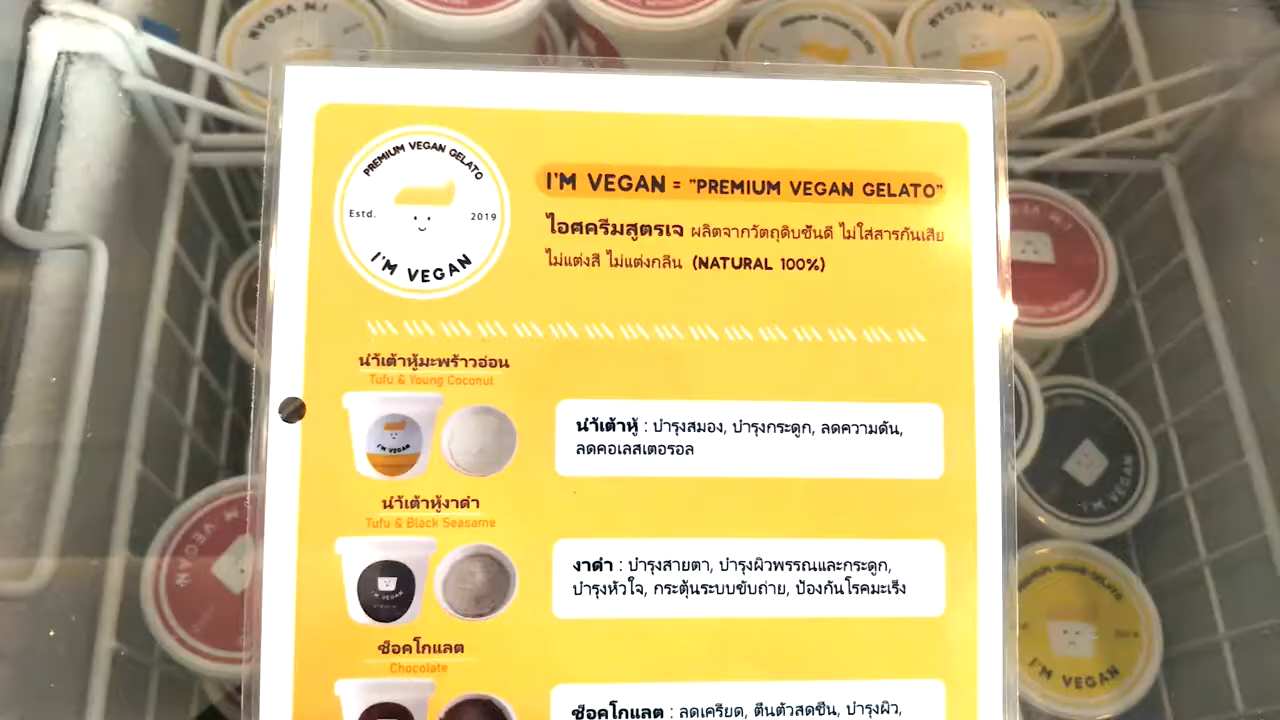 PREMIUM VEGAN GELATO
Estd. 2019
I'M VEGAN
I'M VEGAN = "PREMIUM VEGAN GELATO"
ไอศครีมสูตรเจ ผลิตจากวัตถุดิบชั้นดี ไม่ใส่สารกันเสีย
ไม่แต่งสี ไม่แต่งกลิ่น (NATURAL 100%)
น้ำเต้าหู้มะพร้าวอ่อน
Tufu & Young Coconut
I'M VEGAN
น้ำเต้าหู้ : บำรุงสมอง, บำรุงกระดูก, ลดความดัน,
ลดคอเลสเตอรอล
น้ำเต้าหู้งาดำ
Tufu & Black Seasame
I'M VEGAN
งาดำ : บำรุงสายตา, บำรุงผิวพรรณและกระดูก,
บำรุงหัวใจ, กระตุ้นระบบขับถ่าย, ป้องกันโรคมะเร็ง
ช็อคโกแลต
Chocolate
ช็อคโกแลต : ลดเครียด, ตื่นตัวสดชื่น, บำรุงผิว,
I'M VEGAN
I'M VEGAN
I'M VEGAN
I'M VEGAN
I'M VEGAN
PREMIUM VEGAN GELATO
I'M VEGAN